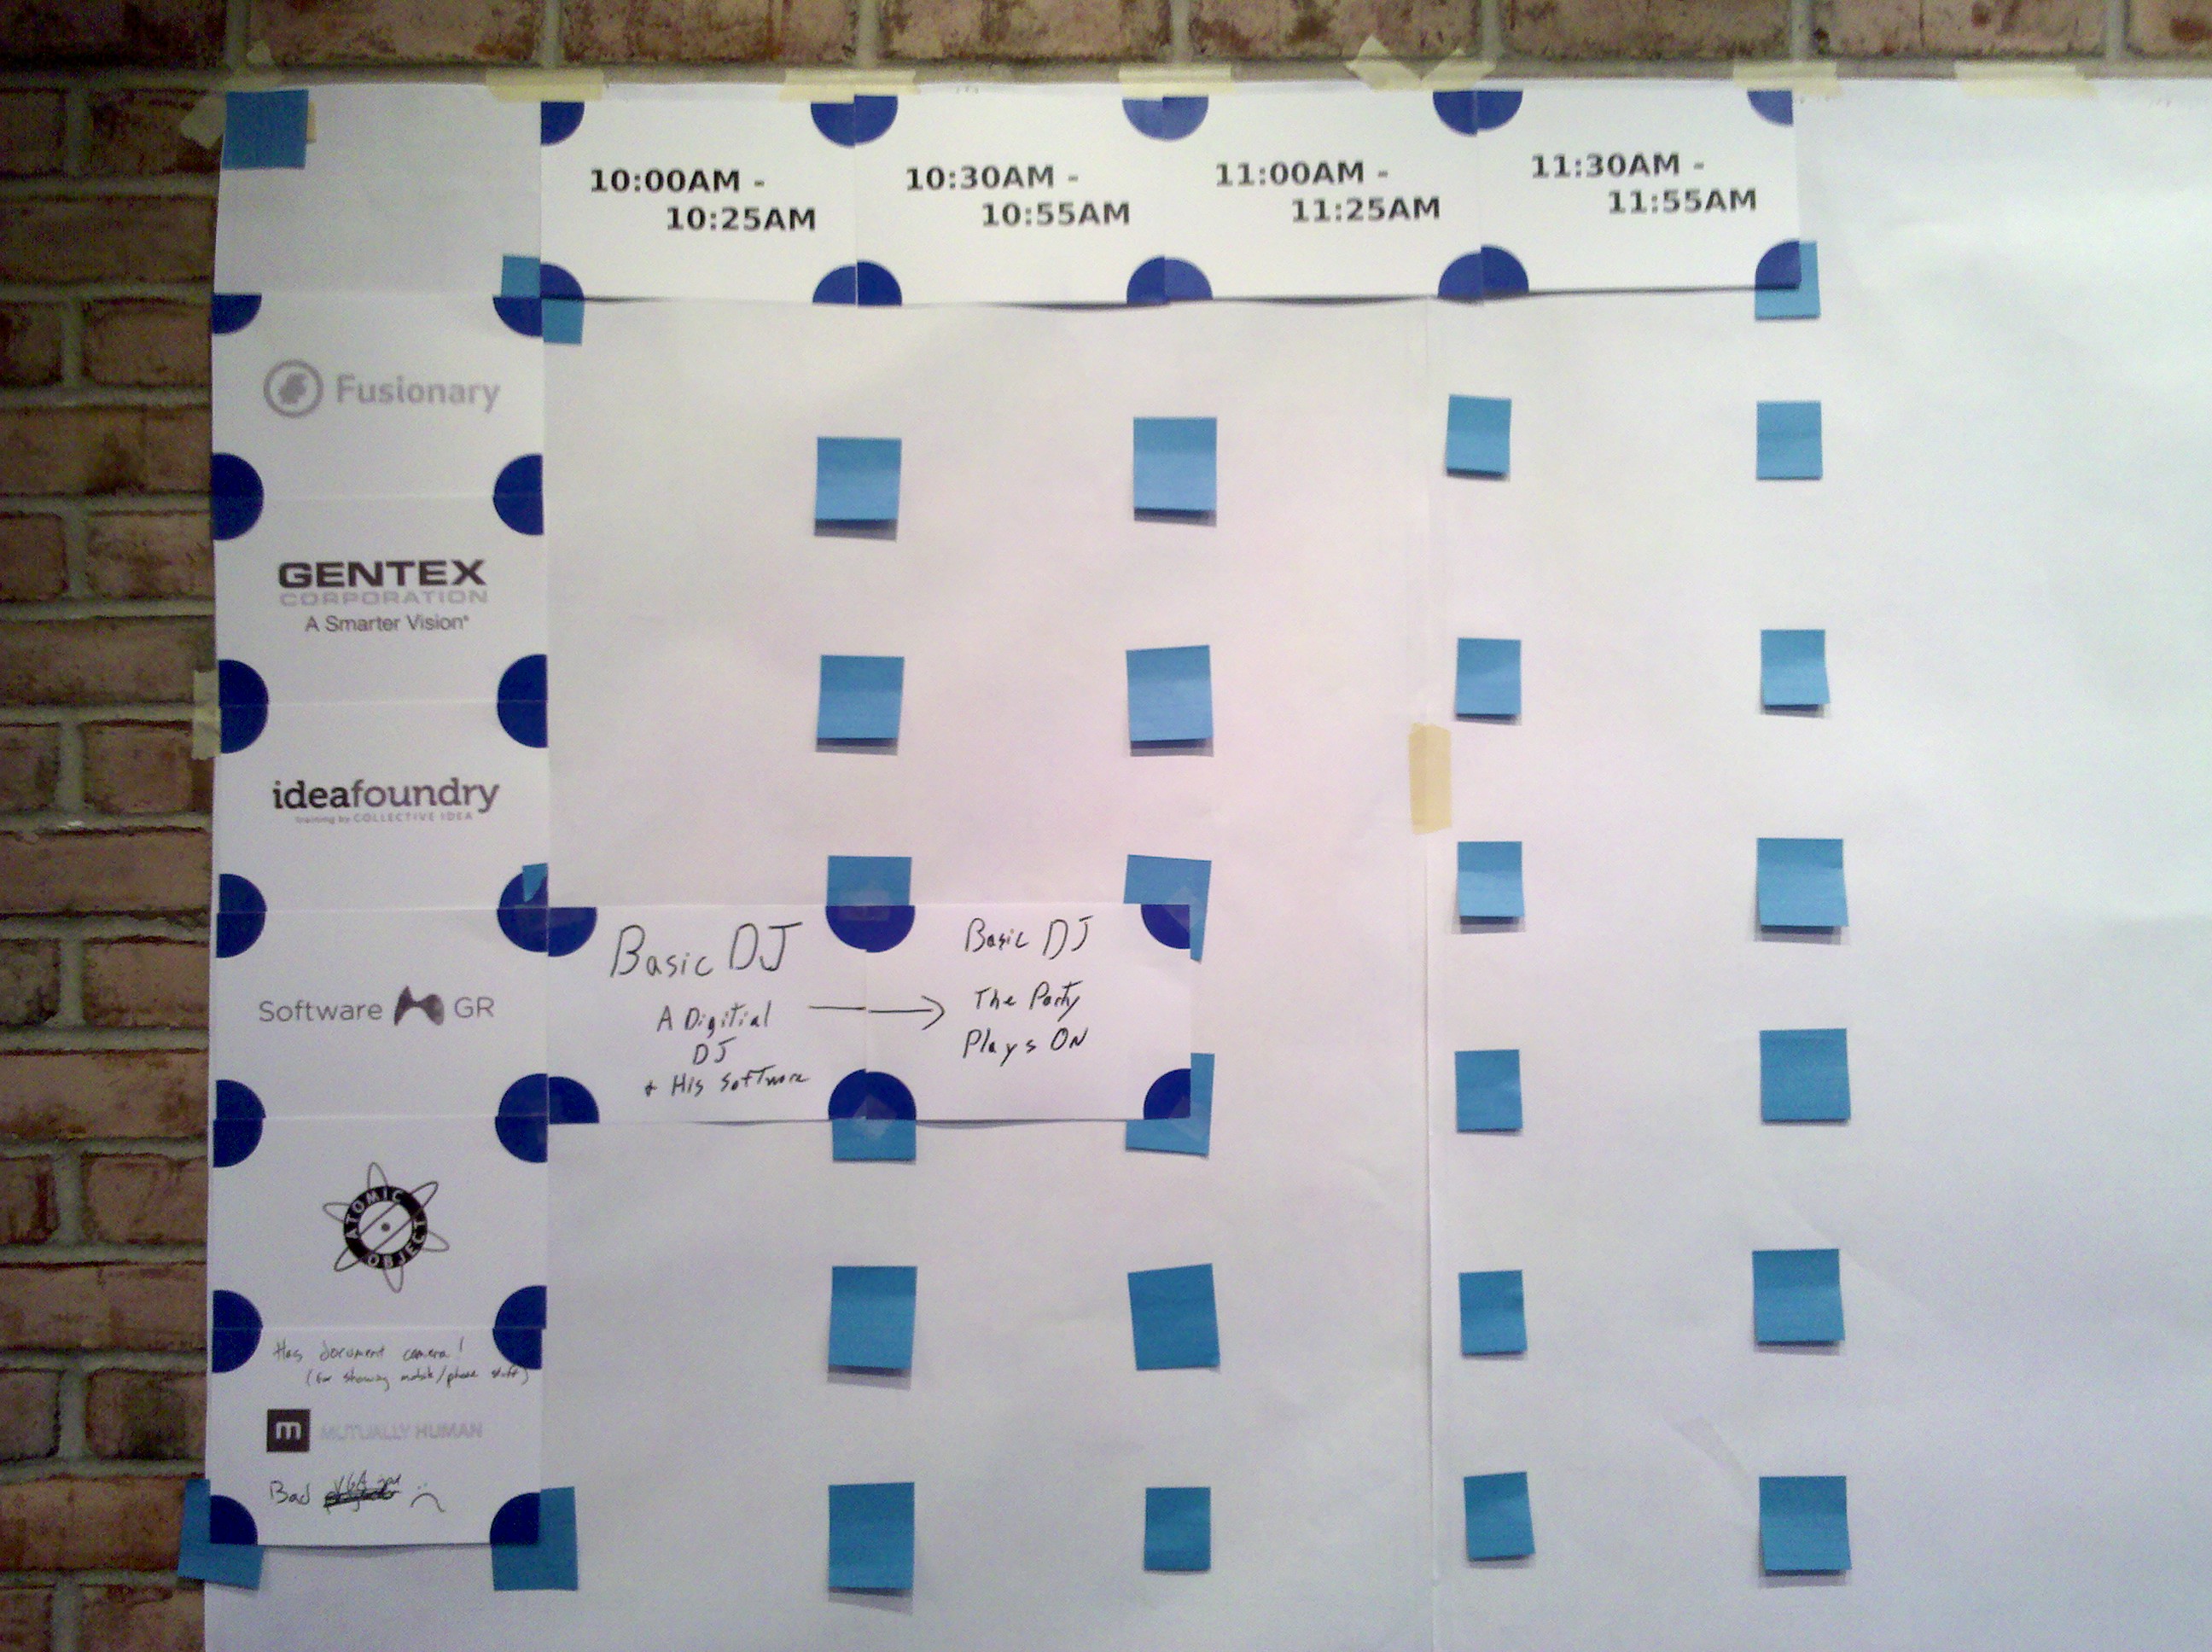 10:00AM -
10:25AM
10:30AM -
10:55AM
11:00AM -
11:25AM
11:30AM -
11:55AM
Fusionary
GENTEX
CORPORATION
A Smarter Vision®
ideafoundry
training by COLLECTIVE IDEA
Software GR
Basic DJ
A Digitial
DJ
+ His Software
Basic DJ
The Party
Plays ON
ATOMIC
OBJECT
Has document camera!
(for showing mobile/phone stuff)
m MUTUALLY HUMAN
Bad VGA